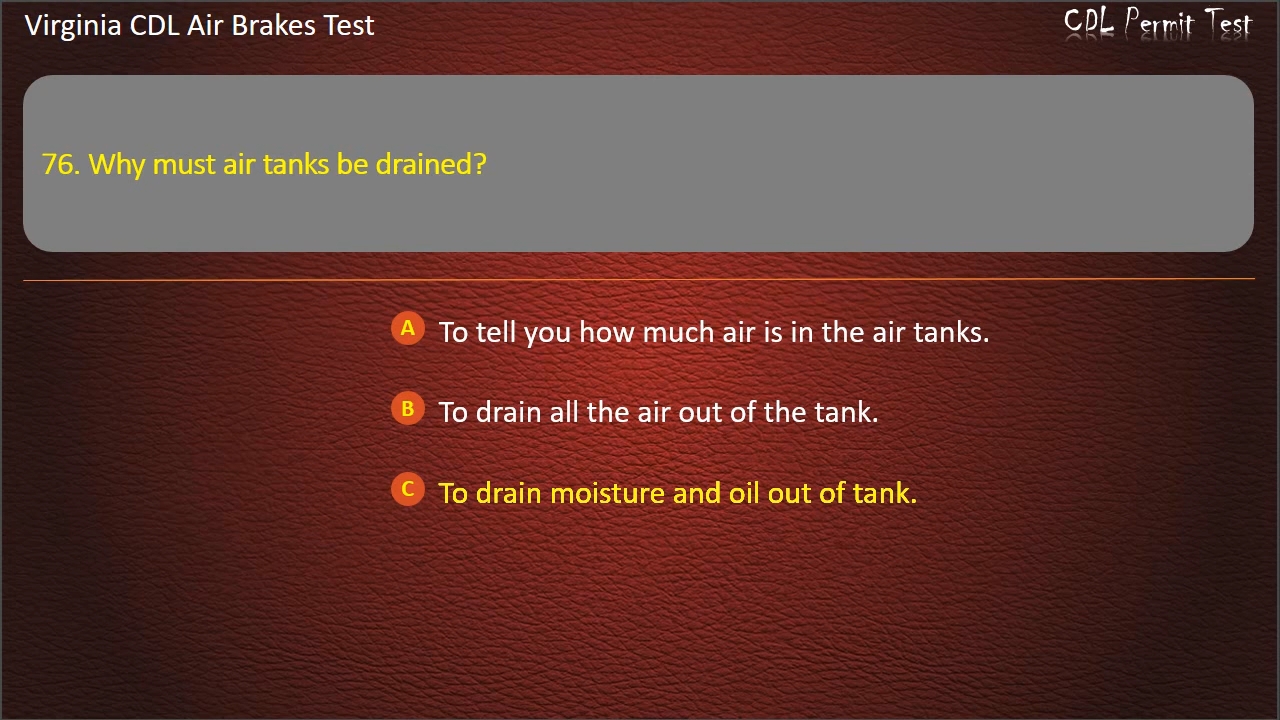 Virginia CDL Air Brakes Test
CDL Permit Test
76. Why must air tanks be drained?
A To tell you how much air is in the air tanks.
B To drain all the air out of the tank.
C To drain moisture and oil out of tank.